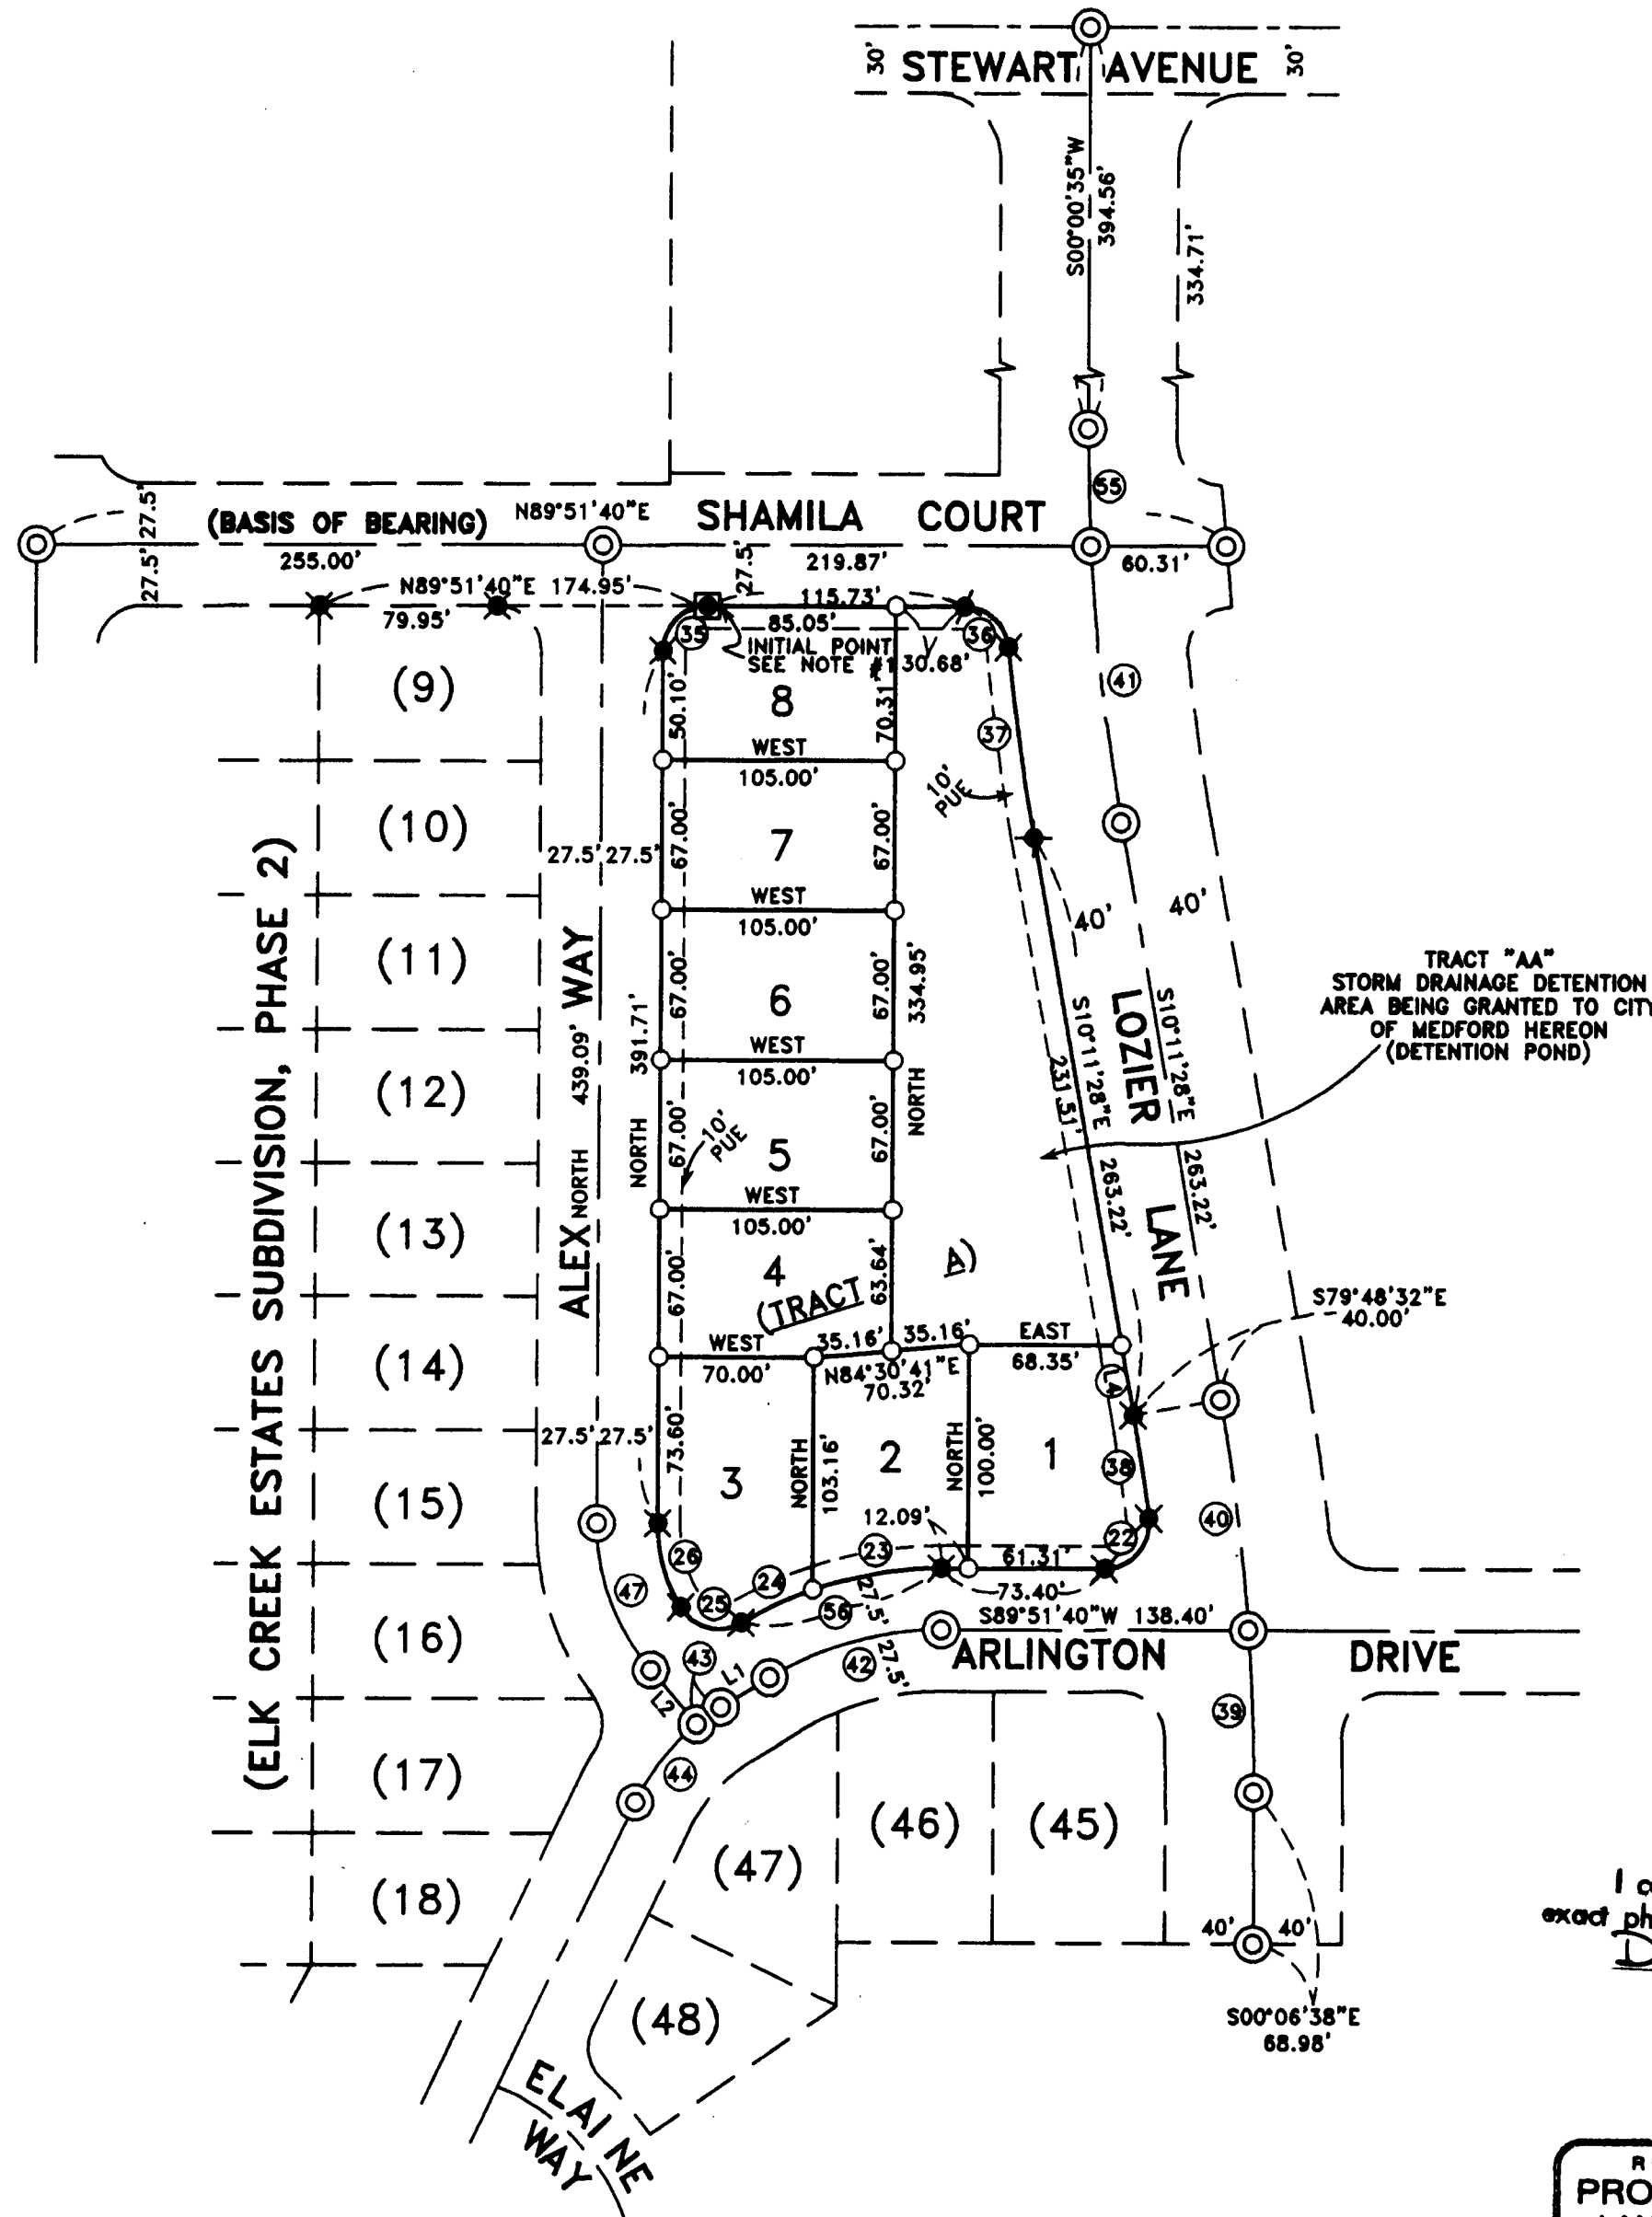 30' STEWART AVENUE 30'
S00°00'35"W
394.56'
334.71'
27.5' 27.5'
(BASIS OF BEARING) N89°51'40"E SHAMILA COURT
255.00' 27.5' 219.87' 60.31'
55
N89°51'40"E 174.95' 115.73'
79.95' 85.05'
35 36
INITIAL POINT
SEE NOTE #1 30.68'
(9) 50.10' 8 70.31' 37 41
WEST
105.00'
10'
PUE
(10) 27.5' 27.5' 67.00' 7 67.00'
WEST
105.00'
40' 40'
(11) 67.00' 6 67.00' 334.95'
TRACT "AA"
STORM DRAINAGE DETENTION
AREA BEING GRANTED TO CITY
OF MEDFORD HEREON
(DETENTION POND)
(ELK CREEK ESTATES SUBDIVISION, PHASE 2)
ALEX WAY
NORTH 439.09'
NORTH 391.71'
WEST
105.00'
(12) 67.00' 5 67.00' NORTH
10'
PUE
S10°11'28"E 263.22'
231.51'
LOZIER LANE
S10°11'28"E 263.22'
WEST
105.00'
(13) 67.00' 4 63.64'
(TRACT A)
S79°48'32"E
40.00'
(14) WEST 35.16' 35.16' EAST
70.00' N84°30'41"E 68.35'
70.32'
L4
27.5' 27.5' 73.60'
(15) 3 NORTH 103.16' 2 NORTH 100.00' 1 38
12.09' 40
26 24 23 61.31' 22
47 25 56 27.5' 73.40'
S89°51'40"W 138.40'
(16) 43 L1 42 27.5' ARLINGTON DRIVE
L2 39
(17) 44
(47) (46) (45)
(18)
40' 40'
(48)
S00°06'38"E
68.98'
ELAINE
WAY
exact
PRO